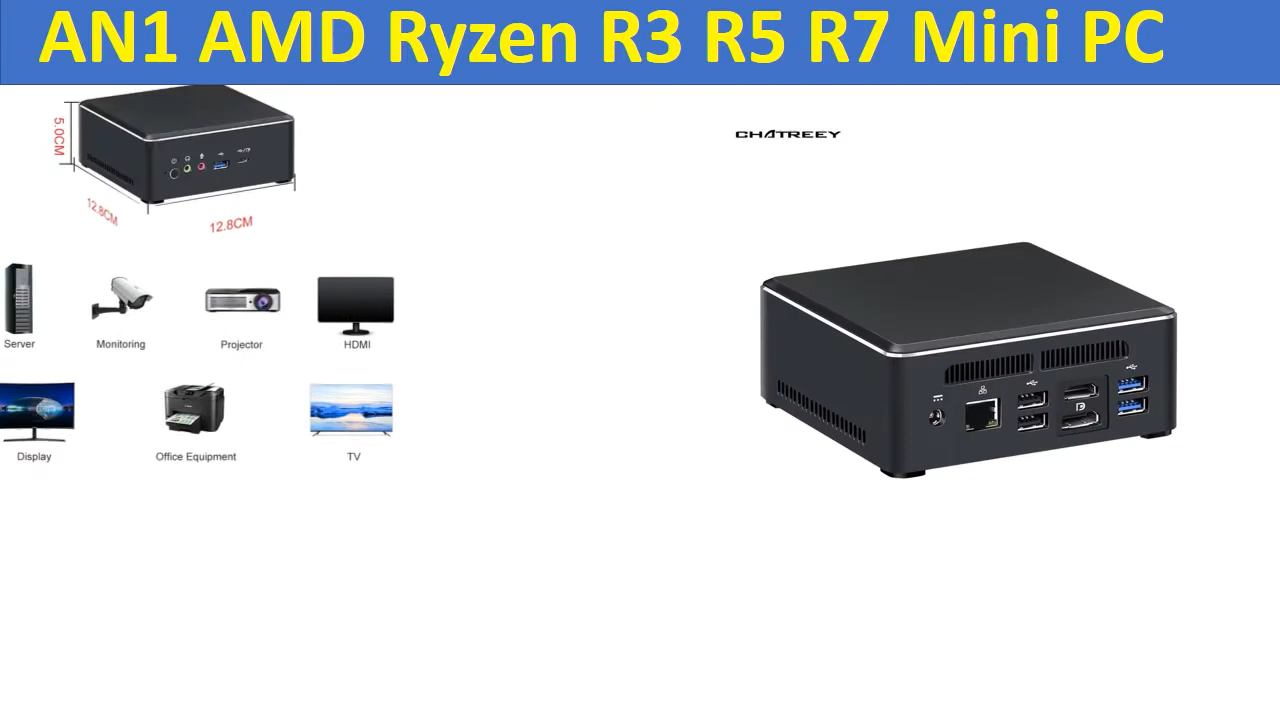 AN1 AMD Ryzen R3 R5 R7 Mini PC
5.0CM
12.8CM
12.8CM
CHATREEY
Server
Monitoring
Projector
HDMI
Display
Office Equipment
TV